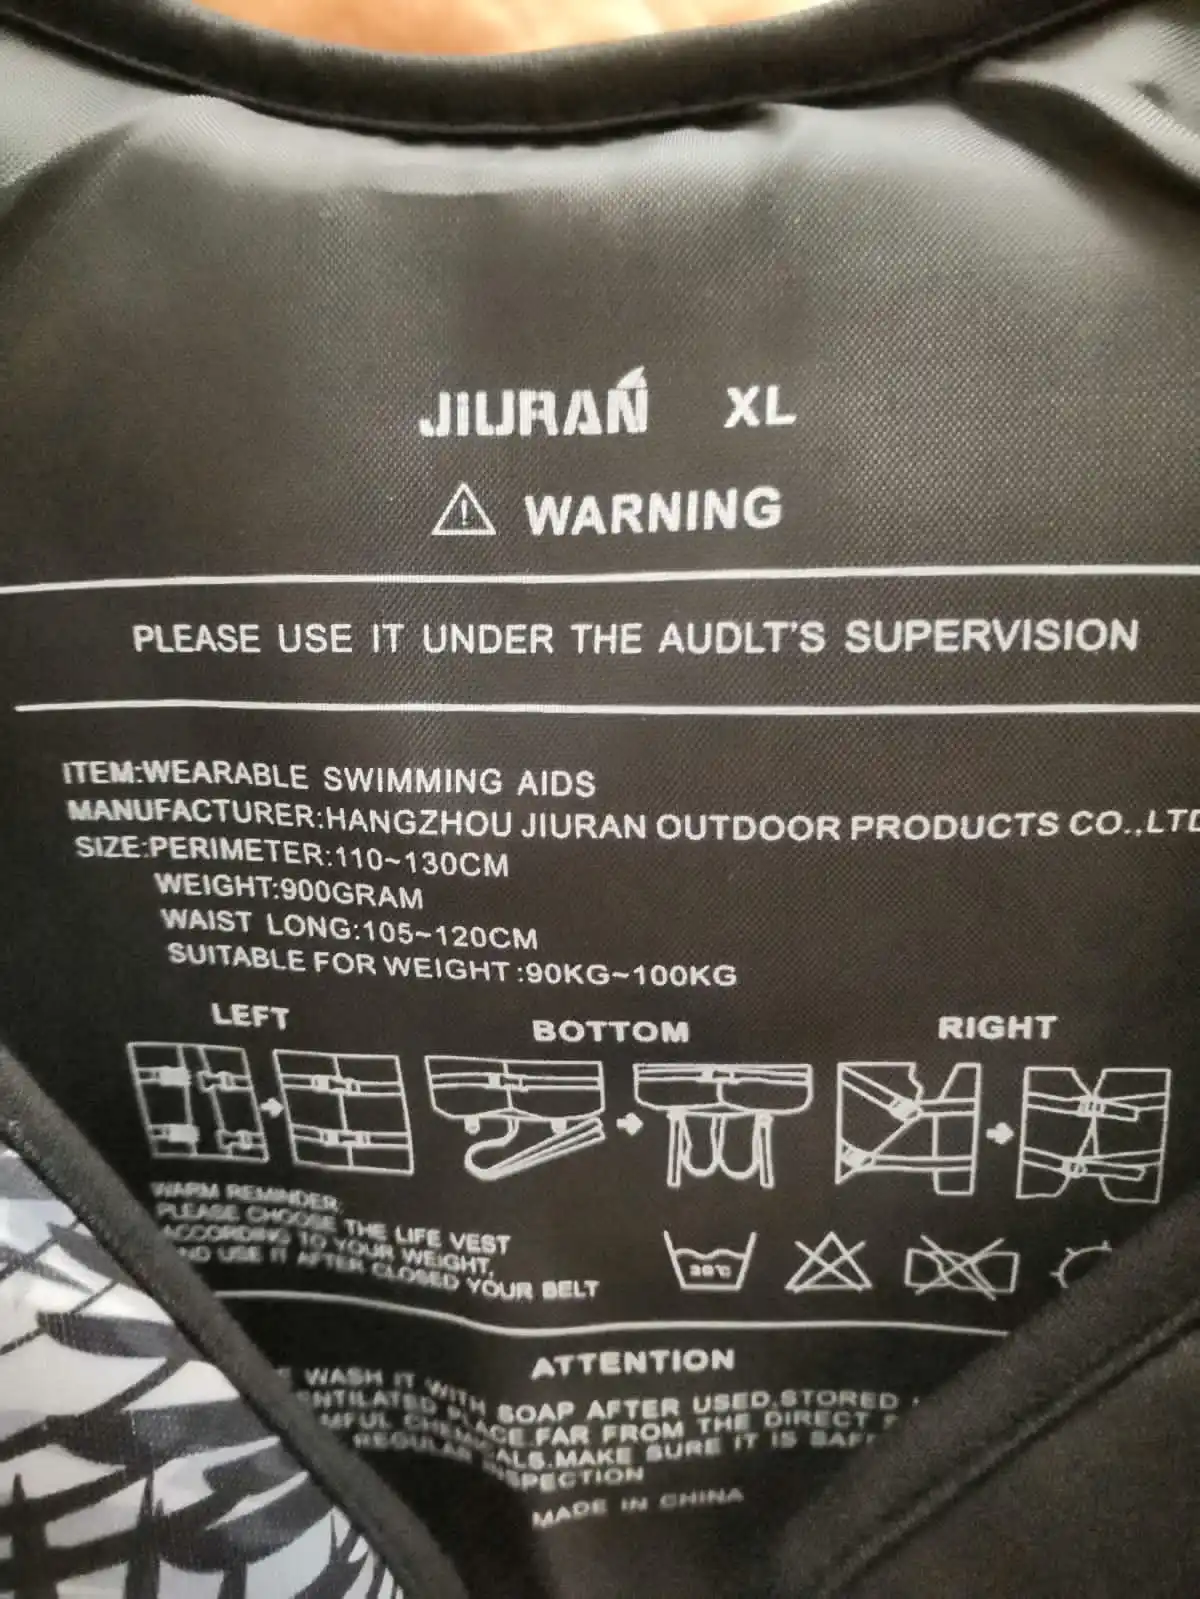 JIURAN XL
WARNING
PLEASE USE IT UNDER THE AUDLT'S SUPERVISION
ITEM:WEARABLE SWIMMING AIDS
MANUFACTURER:HANGZHOU JIURAN OUTDOOR PRODUCTS CO.,LTD
SIZE:PERIMETER:110~130CM
WEIGHT:900GRAM
WAIST LONG:105~120CM
SUITABLE FOR WEIGHT :90KG~100KG
LEFT BOTTOM RIGHT
WARM REMINDER:
PLEASE CHOOSE THE LIFE VEST
ACCORDING TO YOUR WEIGHT,
AND USE IT AFTER CLOSED YOUR BELT
30°C
ATTENTION
WASH IT WITH SOAP AFTER USED.STORED
PLACE.FAR FROM THE DIRECT
MAKE SURE IT IS
REGULAR
MADE IN CHINA